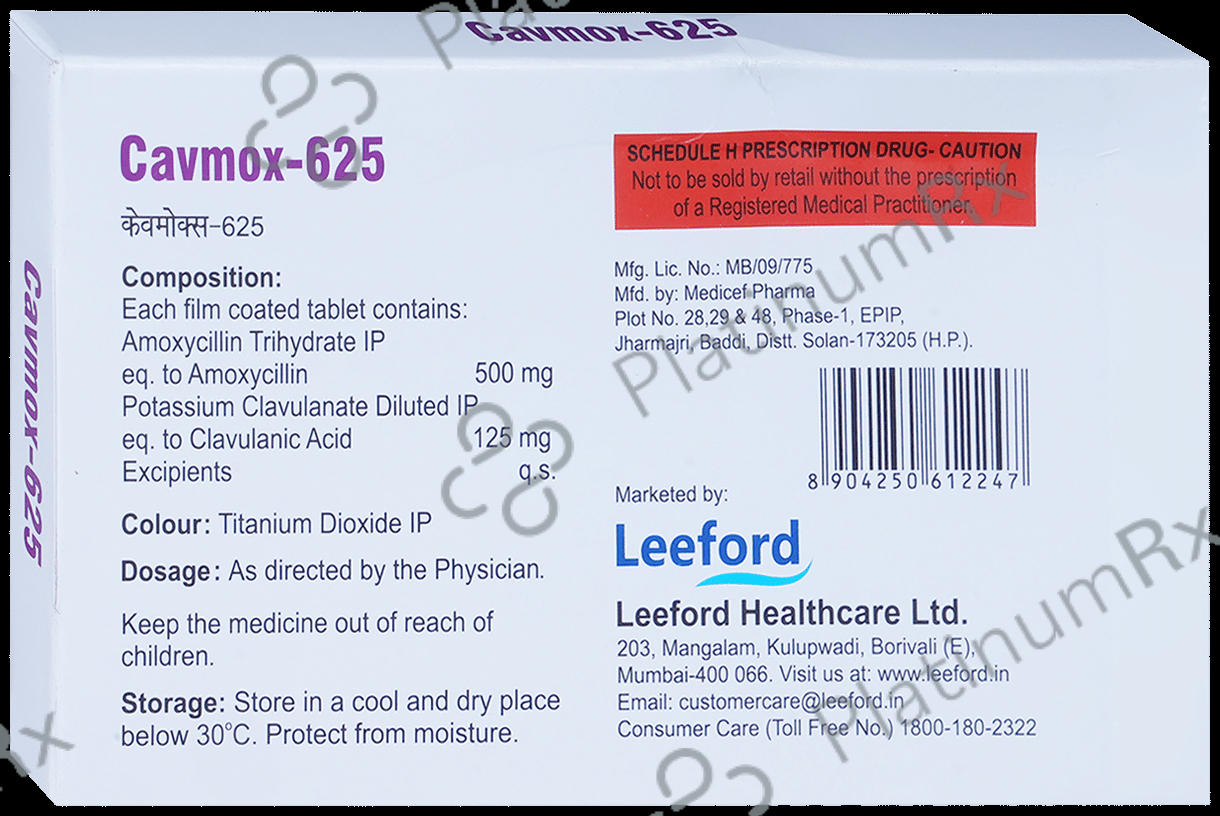 Cavmox-625
Cavmox-625
Cavmox-625
केवमोक्स-625
Composition:
Each film coated tablet contains:
Amoxycillin Trihydrate IP
eq. to Amoxycillin 500 mg
Potassium Clavulanate Diluted IP
eq. to Clavulanic Acid 125 mg
Excipients q.s.
Colour: Titanium Dioxide IP
Dosage: As directed by the Physician.
Keep the medicine out of reach of
children.
Storage: Store in a cool and dry place
below 30°C. Protect from moisture.
SCHEDULE H PRESCRIPTION DRUG- CAUTION
Not to be sold by retail without the prescription
of a Registered Medical Practitioner.
Mfg. Lic. No.: MB/09/775
Mfd. by: Medicef Pharma
Plot No. 28,29 & 48, Phase-1, EPIP,
Jharmajri, Baddi, Distt. Solan-173205 (H.P.).
8 904250 612247
Marketed by:
Leeford
Leeford Healthcare Ltd.
203, Mangalam, Kulupwadi, Borivali (E),
Mumbai-400 066. Visit us at: www.leeford.in
Email: customercare@leeford.in
Consumer Care (Toll Free No.) 1800-180-2322
Platinum
PlatinumRx
PlatinumRx
Rx